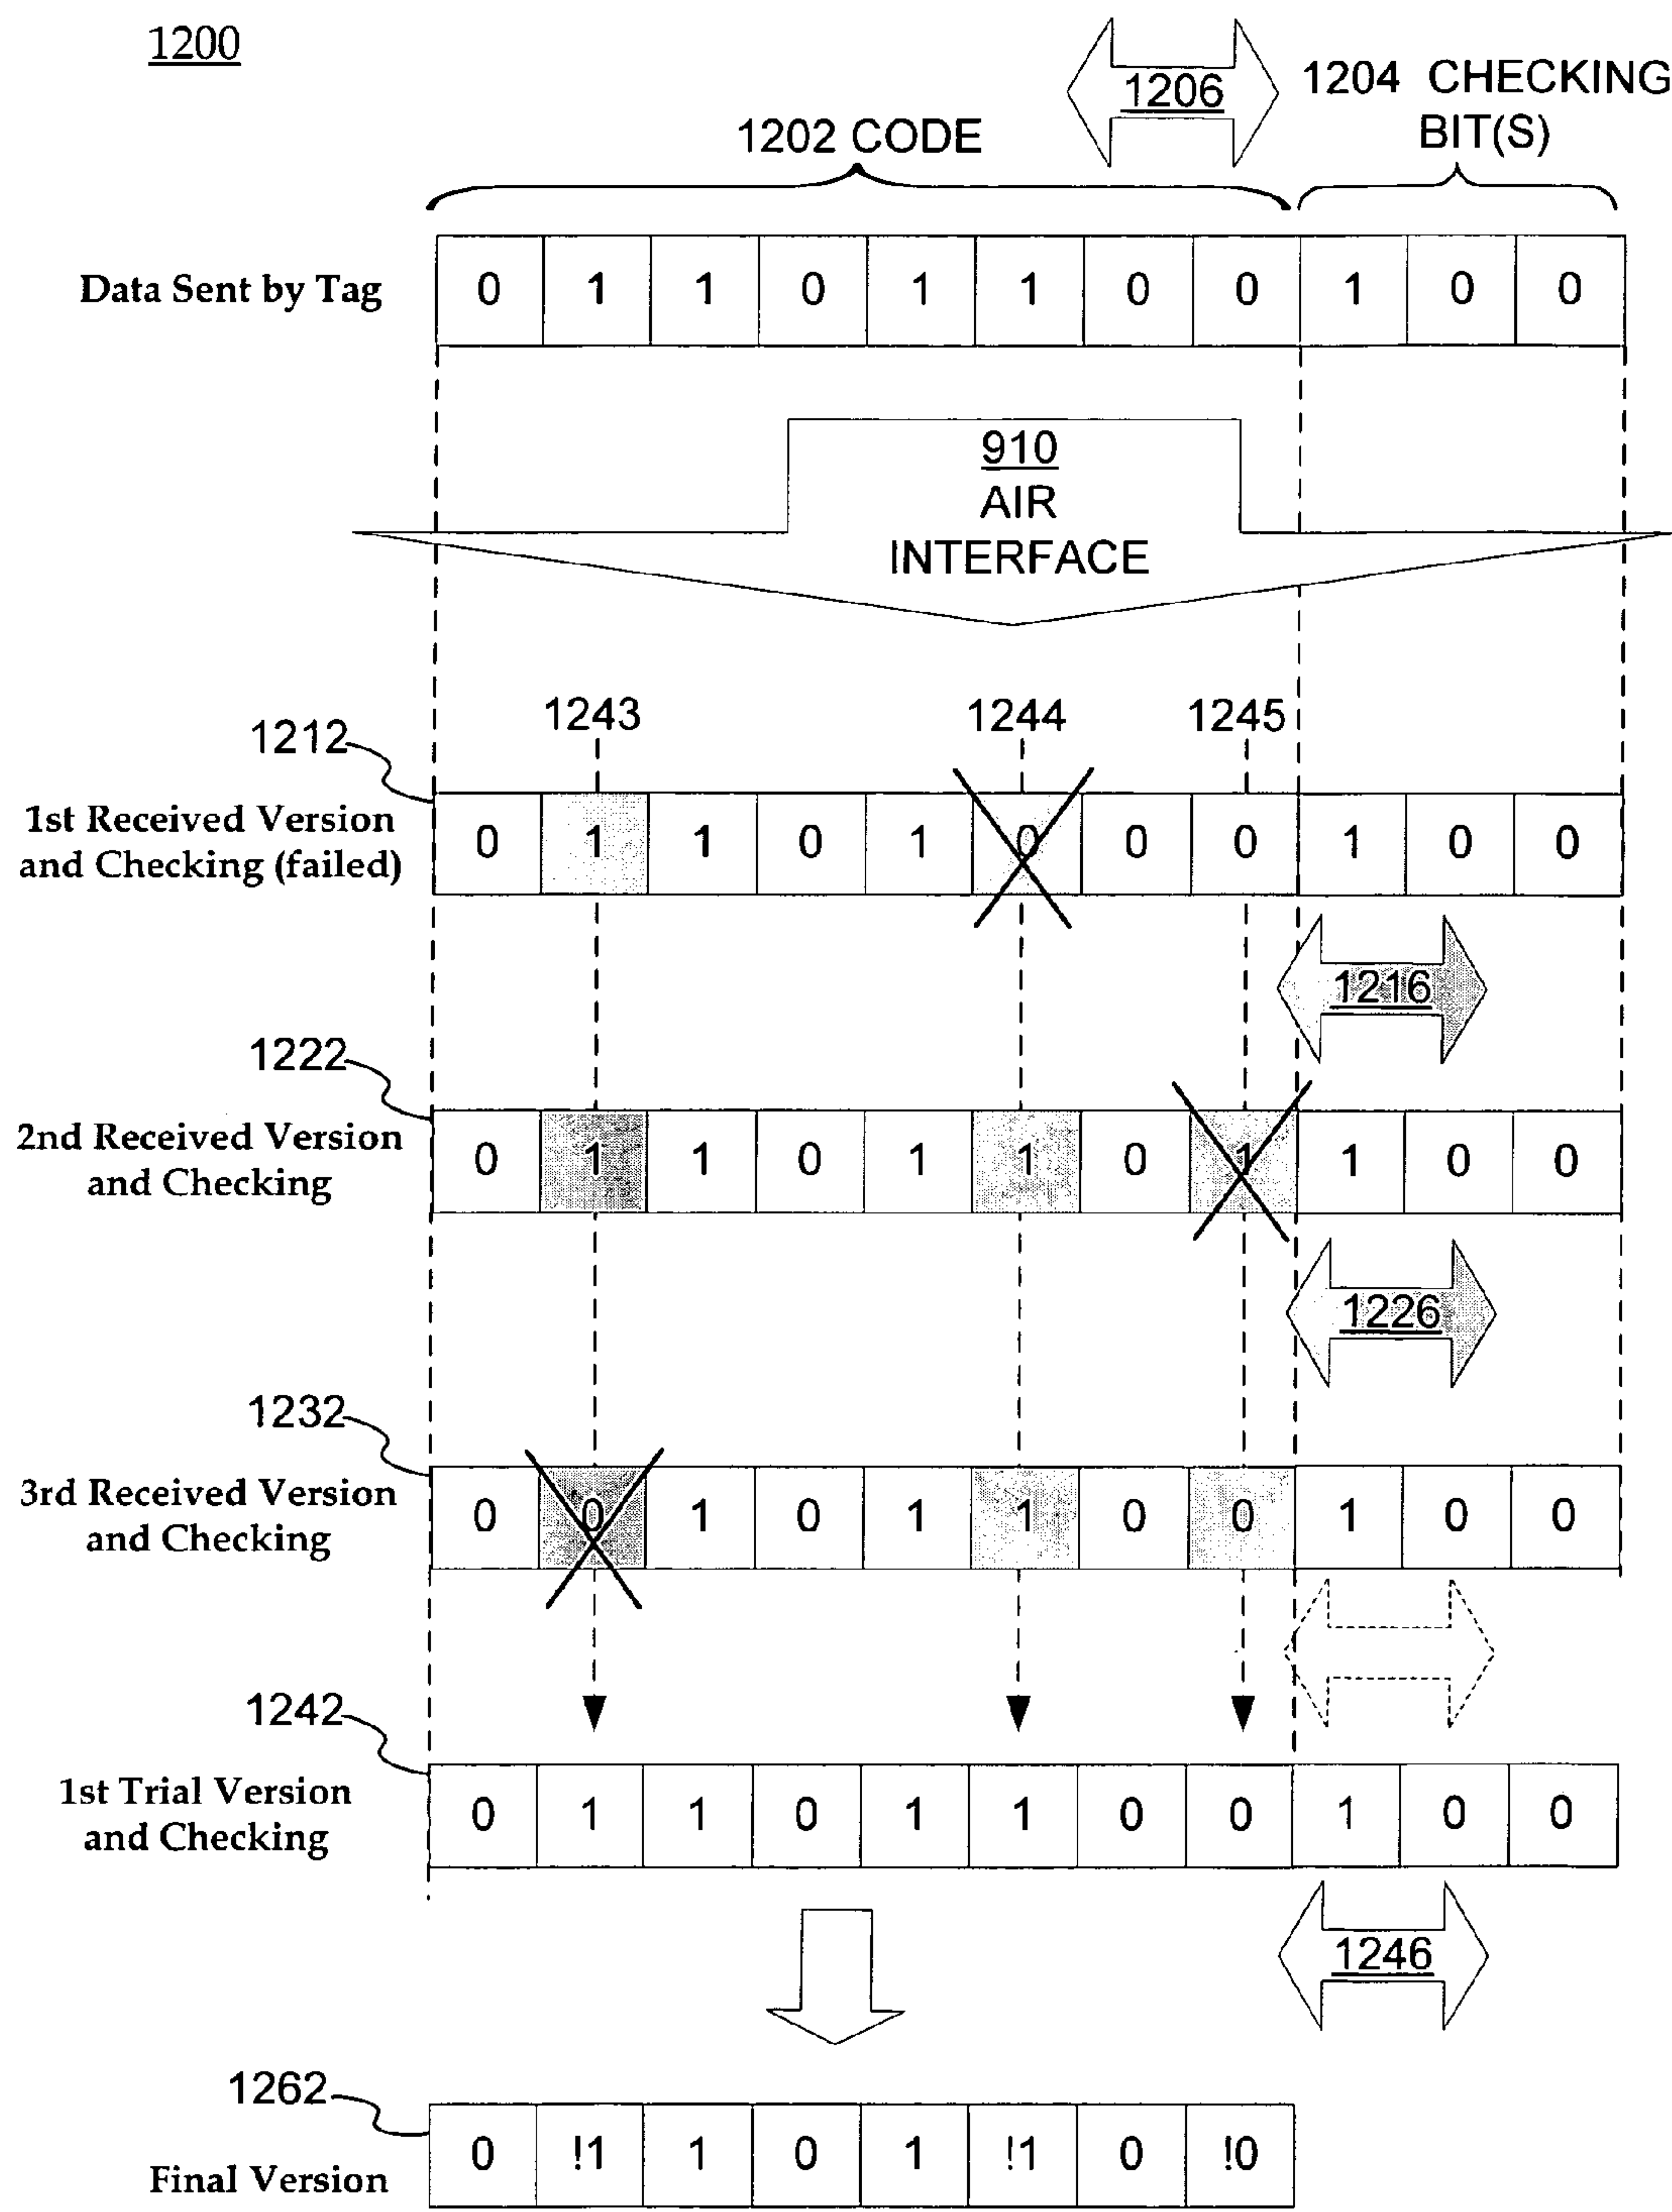 1200
1206
1204 CHECKING
BIT(S)
1202 CODE
Data Sent by Tag
0 1 1 0 1 1 0 0 1 0 0
910
AIR
INTERFACE
1243 1244 1245
1212
1st Received Version
and Checking (failed)
0 1 1 0 1 0 0 0 1 0 0
1216
1222
2nd Received Version
and Checking
0 1 1 0 1 1 0 1 1 0 0
1226
1232
3rd Received Version
and Checking
0 0 1 0 1 1 0 0 1 0 0
1242
1st Trial Version
and Checking
0 1 1 0 1 1 0 0 1 0 0
1246
1262
Final Version
0 !1 1 0 1 !1 0 !0